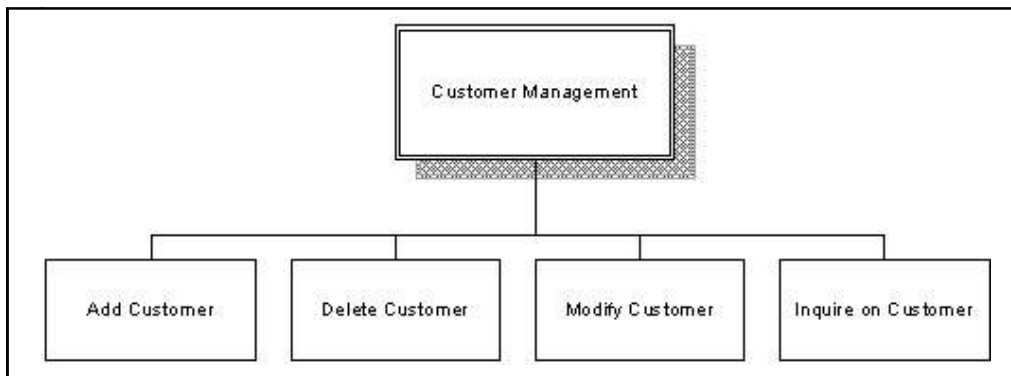 Customer Management
Add Customer
Delete Customer
Modify Customer
Inquire on Customer